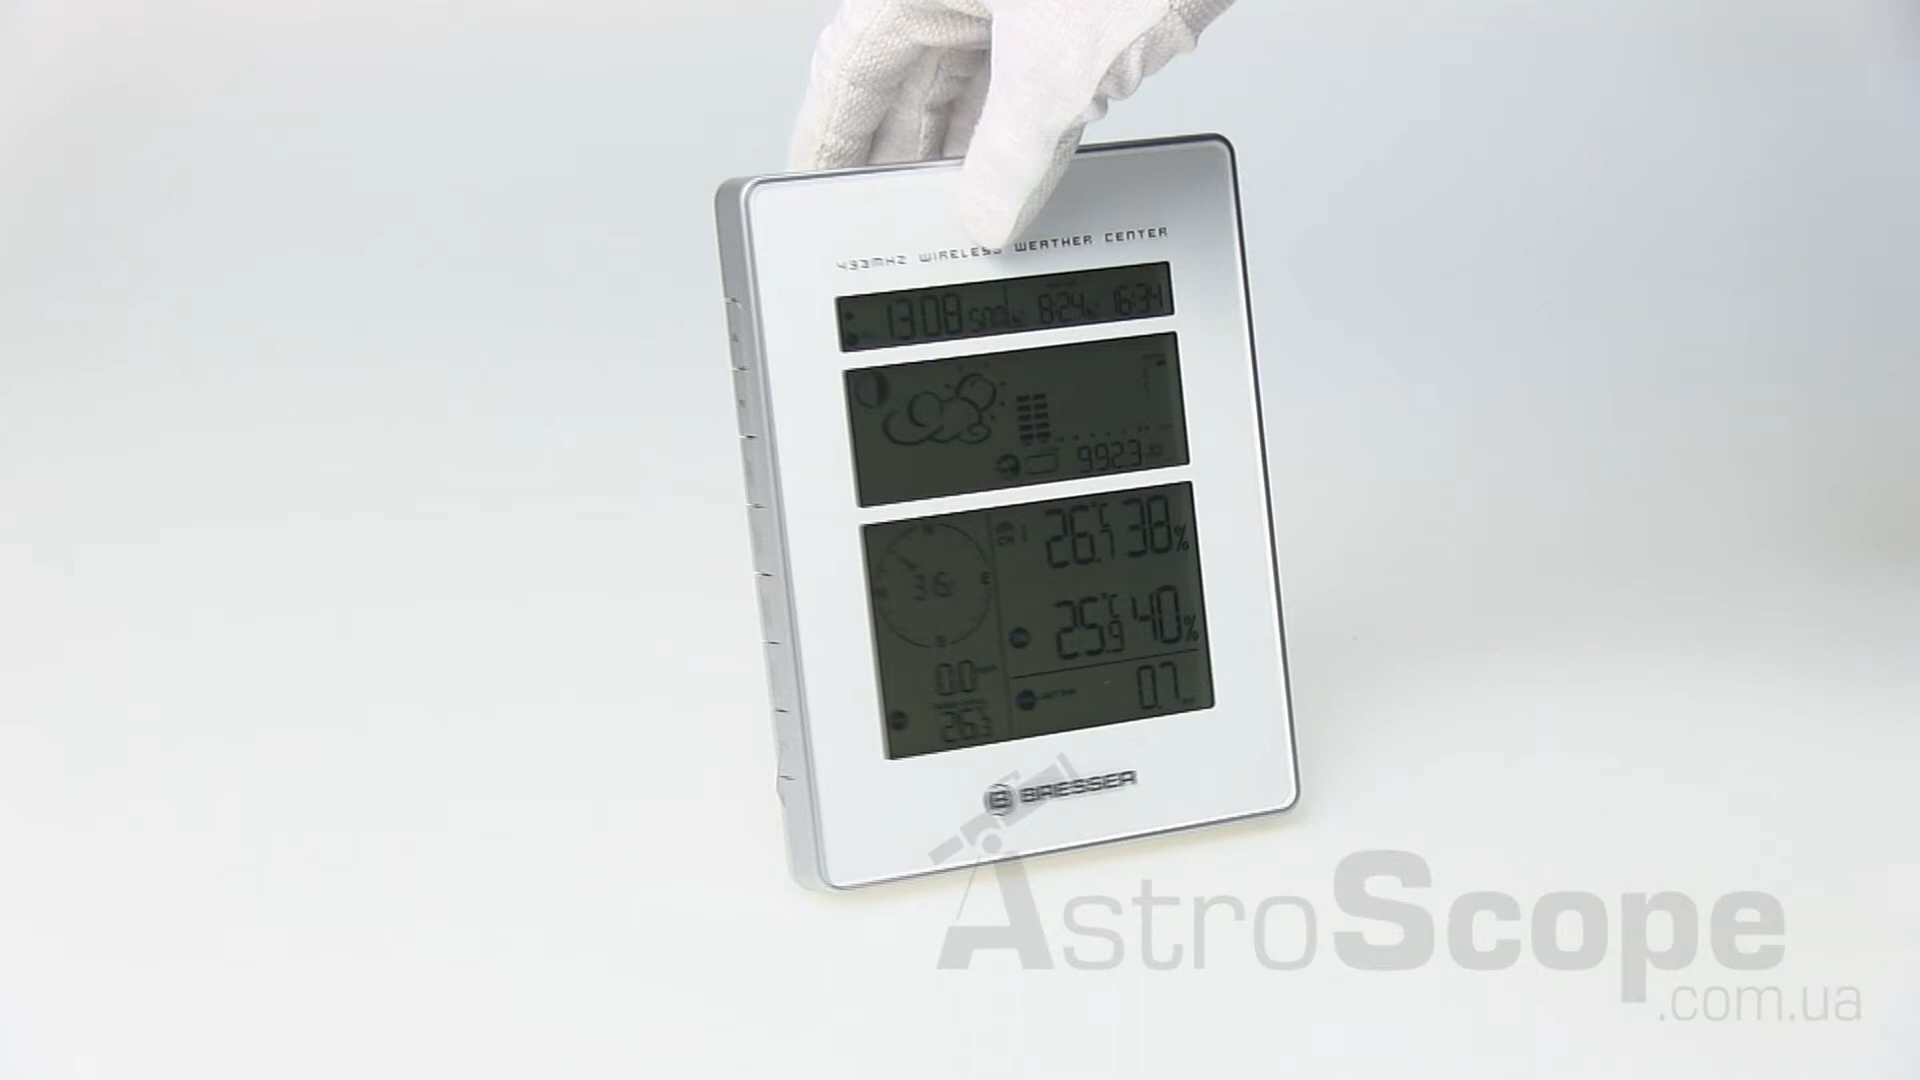 433MHZ WIRELESS WEATHER CENTER
13:08 8:24 16:34
992.3
N
26.7 °C 38%
E
S
25.9 °C 40%
0.0
0.7
26.3
BRESSER
AstroScope
.com.ua